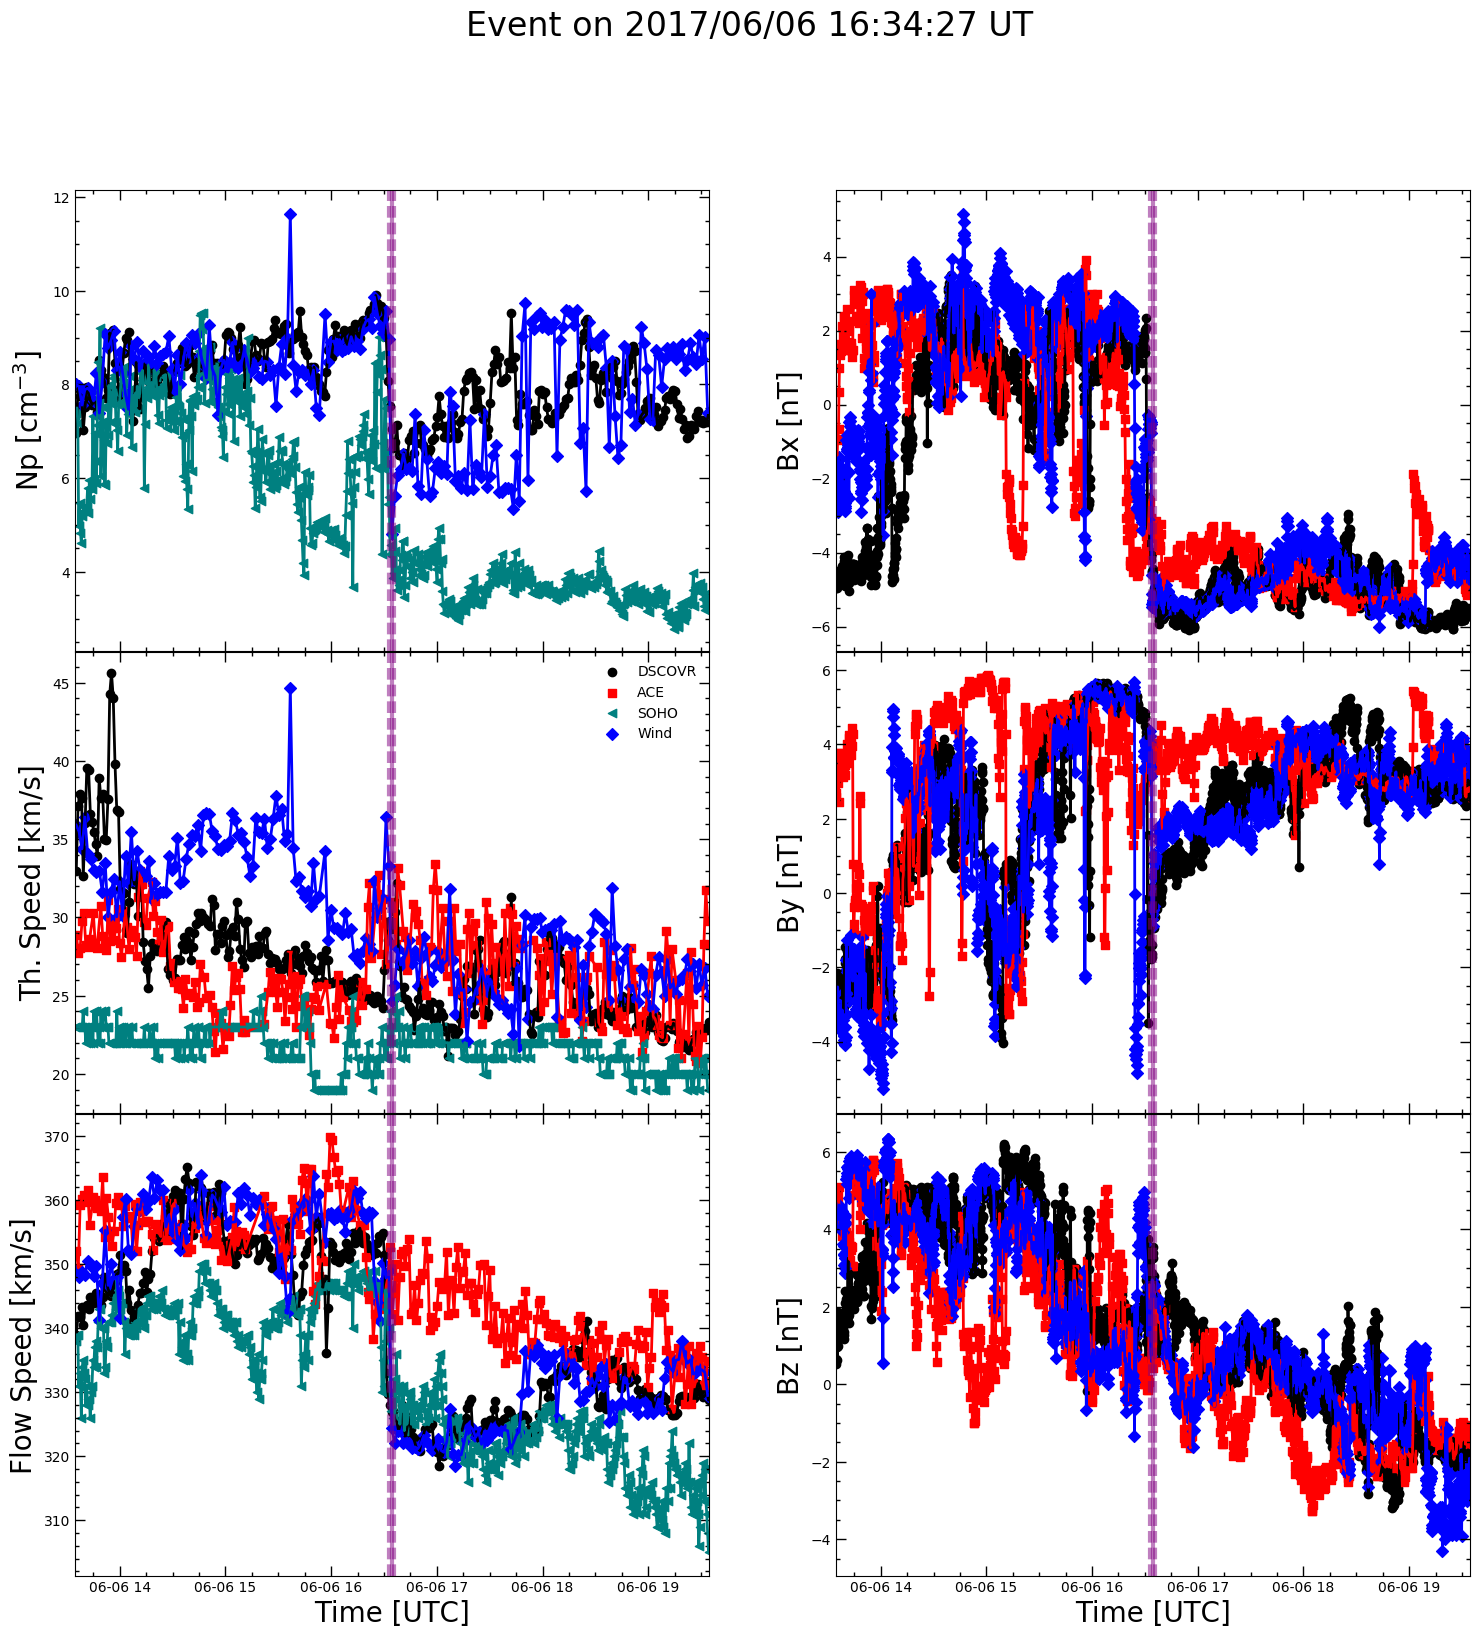 Event on 2017/06/06 16:34:27 UT
Np [cm⁻³]
12
10
8
6
4
Bx [nT]
4
2
0
−2
−4
−6
Th. Speed [km/s]
45
40
35
30
25
20
DSCOVR
ACE
SOHO
Wind
By [nT]
6
4
2
0
−2
−4
Flow Speed [km/s]
370
360
350
340
330
320
310
Bz [nT]
6
4
2
0
−2
−4
06-06 14 06-06 15 06-06 16 06-06 17 06-06 18 06-06 19
Time [UTC]
06-06 14 06-06 15 06-06 16 06-06 17 06-06 18 06-06 19
Time [UTC]